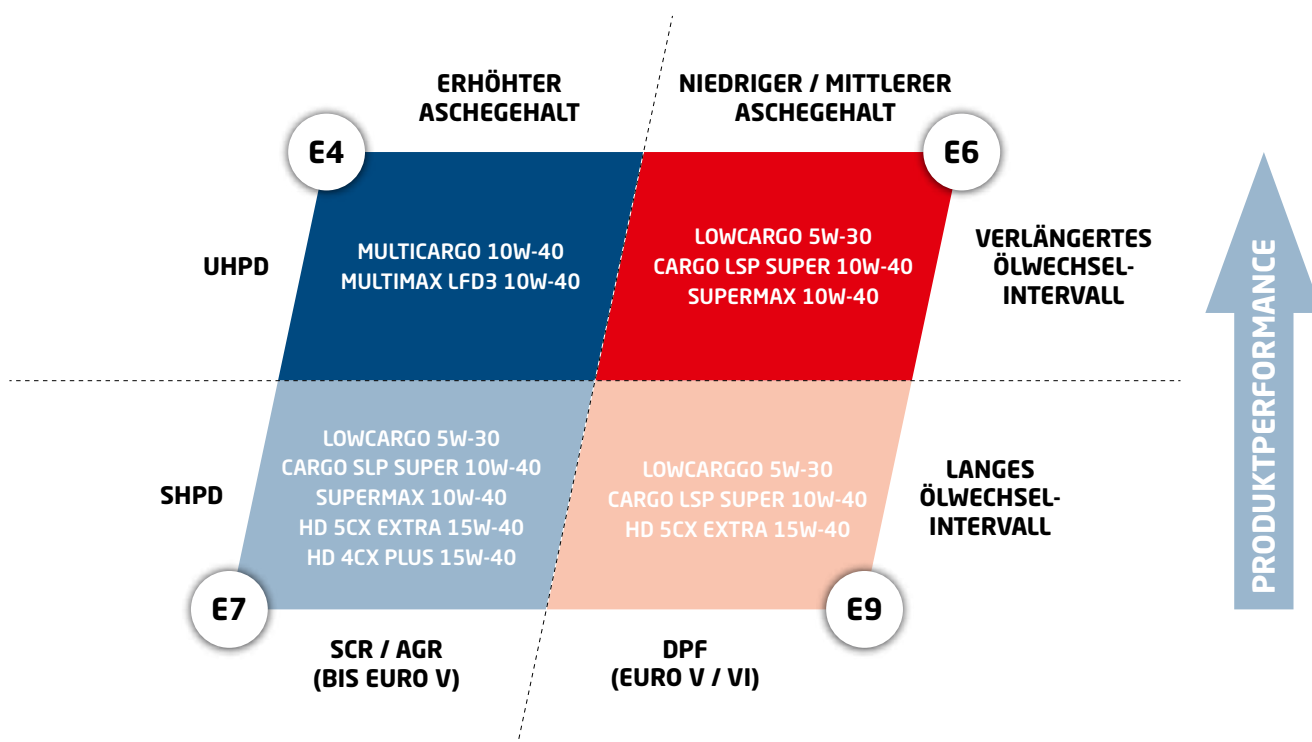 ERHÖHTER
ASCHEGEHALT
NIEDRIGER / MITTLERER
ASCHEGEHALT
E4
E6
UHPD
MULTICARGO 10W-40
MULTIMAX LFD3 10W-40
LOWCARGO 5W-30
CARGO LSP SUPER 10W-40
SUPERMAX 10W-40
VERLÄNGERTES
ÖLWECHSEL-
INTERVALL
PRODUKTPERFORMANCE
SHPD
LOWCARGO 5W-30
CARGO SLP SUPER 10W-40
SUPERMAX 10W-40
HD 5CX EXTRA 15W-40
HD 4CX PLUS 15W-40
LOWCARGGO 5W-30
CARGO LSP SUPER 10W-40
HD 5CX EXTRA 15W-40
LANGES
ÖLWECHSEL-
INTERVALL
E7
E9
SCR / AGR
(BIS EURO V)
DPF
(EURO V / VI)